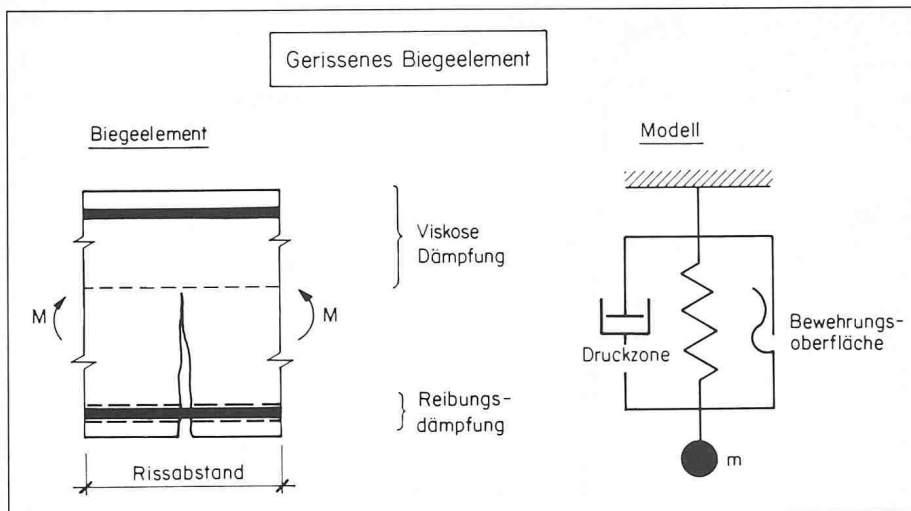 Gerissenes Biegeelement
Biegeelement
Modell
Viskose
Dämpfung
M
M
Druckzone
Bewehrungs-
oberfläche
Reibungs-
dämpfung
m
Rissabstand